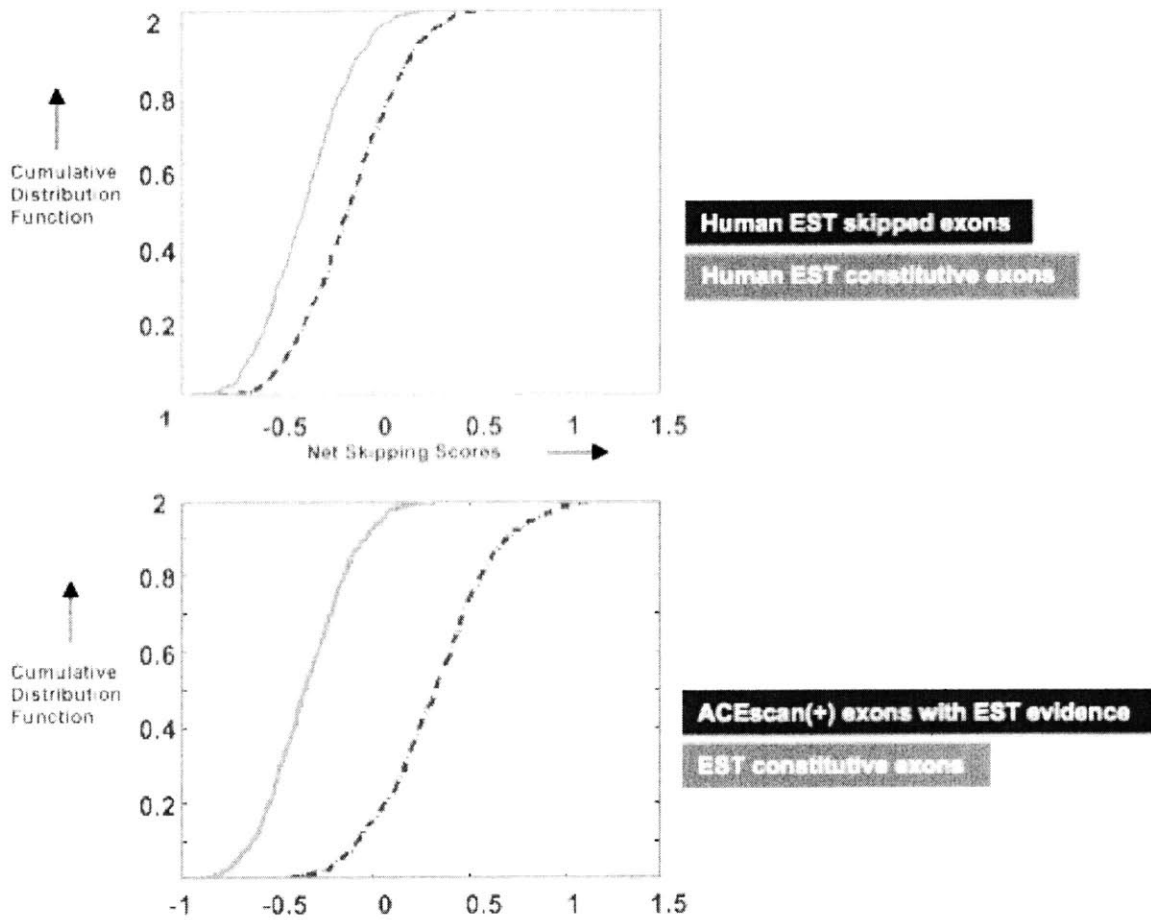 2
0.8
0.6
0.4
0.2
Cumulative
Distribution
Function
1 -0.5 0 0.5 1 1.5
Net Skipping Scores
Human EST skipped exons
Human EST constitutive exons
2
0.8
0.6
0.4
0.2
Cumulative
Distribution
Function
-1 -0.5 0 0.5 1 1.5
ACEscan(+) exons with EST evidence
EST constitutive exons